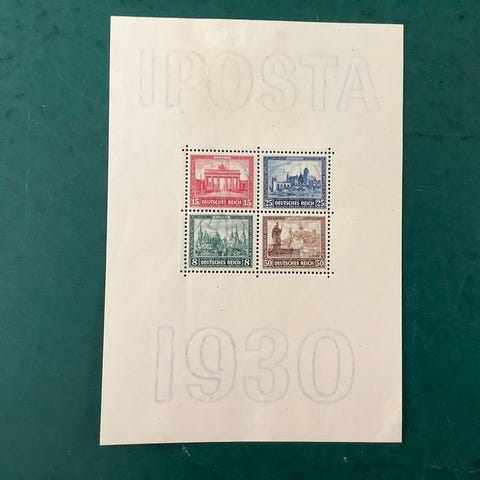 IPOSTA
15 DEUTSCHES REICH 15
25 DEUTSCHES REICH 25
8 DEUTSCHES REICH 8
50 DEUTSCHES REICH 50
1930